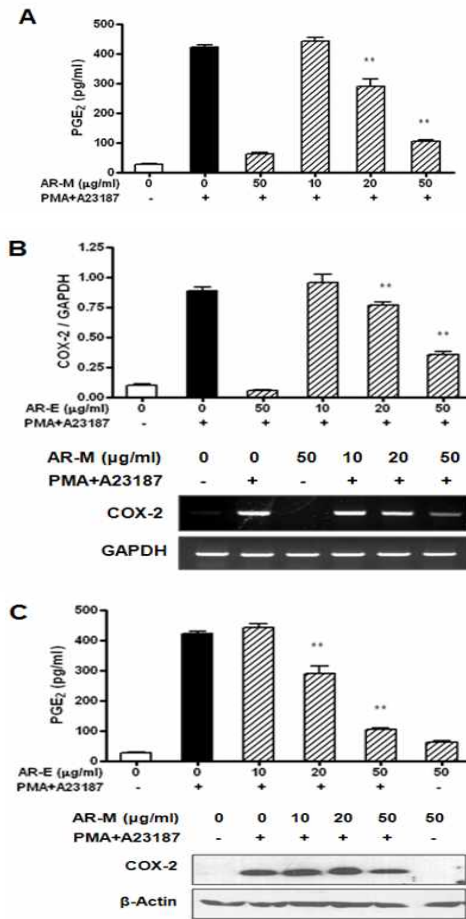 A
PGE₂ (pg/ml)
500
400
300
200
100
0
** **
AR-M (µg/ml) 0 0 50 10 20 50
PMA+A23187 - + + + + +
B
COX-2 / GAPDH
1.25
1.00
0.75
0.50
0.25
0.00
** **
AR-E (µg/ml) 0 0 50 10 20 50
PMA+A23187 - + + + + +
AR-M (µg/ml) 0 0 50 10 20 50
PMA+A23187 - + - + + +
COX-2
GAPDH
C
PGE₂ (pg/ml)
500
400
300
200
100
0
** **
AR-E (µg/ml) 0 0 10 20 50 50
PMA+A23187 - + + + + -
AR-M (µg/ml) 0 0 10 20 50 50
PMA+A23187 - + + + + -
COX-2
β-Actin